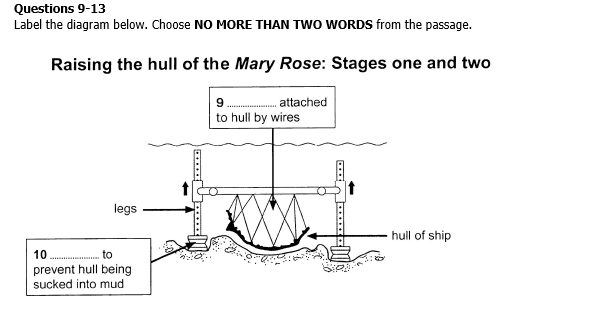 Questions 9-13
Label the diagram below. Choose NO MORE THAN TWO WORDS from the passage.
Raising the hull of the Mary Rose: Stages one and two
9 ..................... attached
to hull by wires
legs
hull of ship
10 ..................... to
prevent hull being
sucked into mud